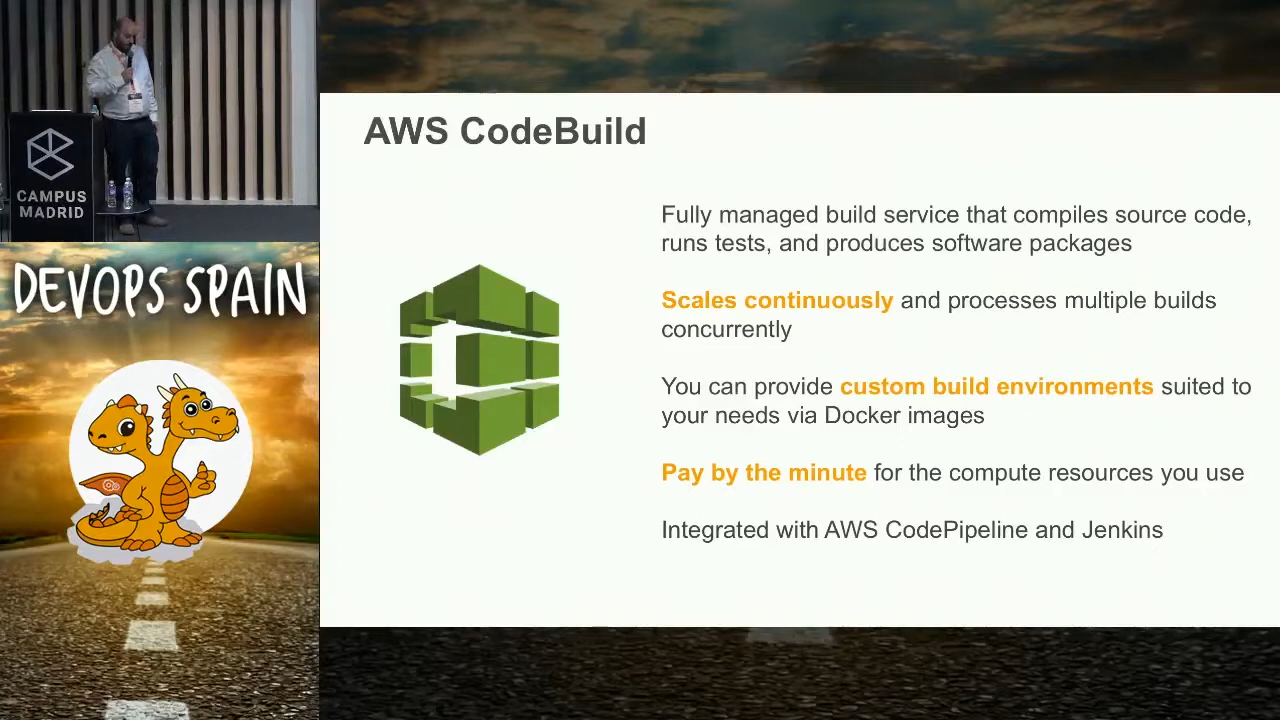 CAMPUS
MADRID
DEVOPS SPAIN
AWS CodeBuild
Fully managed build service that compiles source code,
runs tests, and produces software packages
Scales continuously and processes multiple builds
concurrently
You can provide custom build environments suited to
your needs via Docker images
Pay by the minute for the compute resources you use
Integrated with AWS CodePipeline and Jenkins